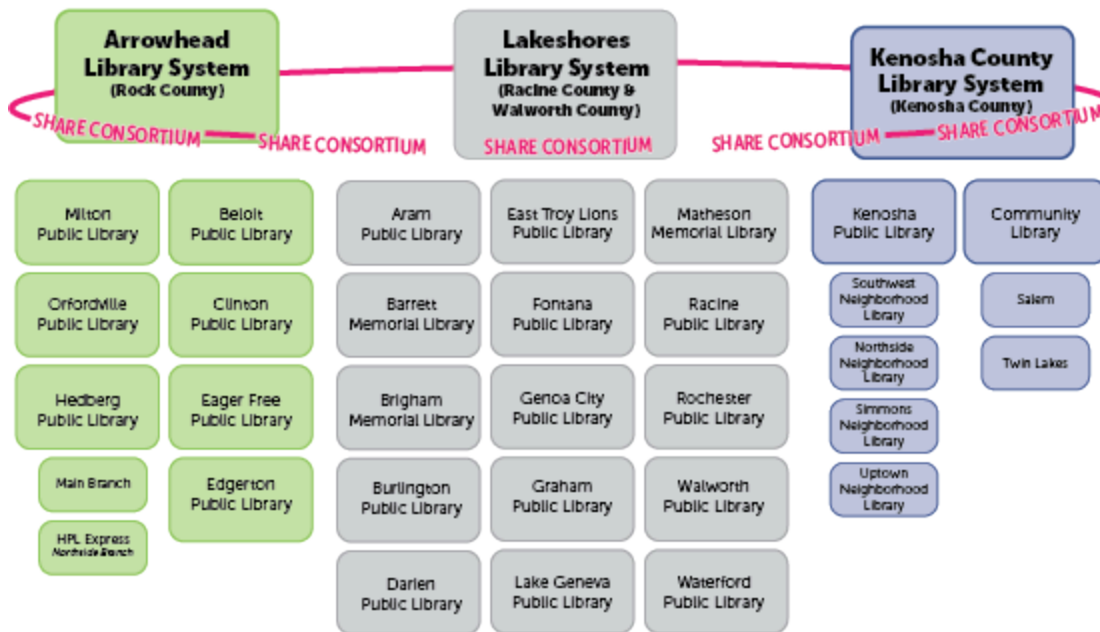 Arrowhead
Library System
(Rock County)
Lakeshores
Library System
(Racine County &
Walworth County)
Kenosha County
Library System
(Kenosha County)
SHARE CONSORTIUM
SHARE CONSORTIUM
SHARE CONSORTIUM
SHARE CONSORTIUM
SHARE CONSORTIUM
Milton
Public Library
Orfordville
Public Library
Hedberg
Public Library
Main Branch
HPL Express
Northside Branch
Beloit
Public Library
Clinton
Public Library
Eager Free
Public Library
Edgerton
Public Library
Aram
Public Library
Barrett
Memorial Library
Brigham
Memorial Library
Burlington
Public Library
Darien
Public Library
East Troy Lions
Public Library
Fontana
Public Library
Genoa City
Public Library
Graham
Public Library
Lake Geneva
Public Library
Matheson
Memorial Library
Racine
Public Library
Rochester
Public Library
Walworth
Public Library
Waterford
Public Library
Kenosha
Public Library
Southwest
Neighborhood
Library
Northside
Neighborhood
Library
Simmons
Neighborhood
Library
Uptown
Neighborhood
Library
Community
Library
Salem
Twin Lakes